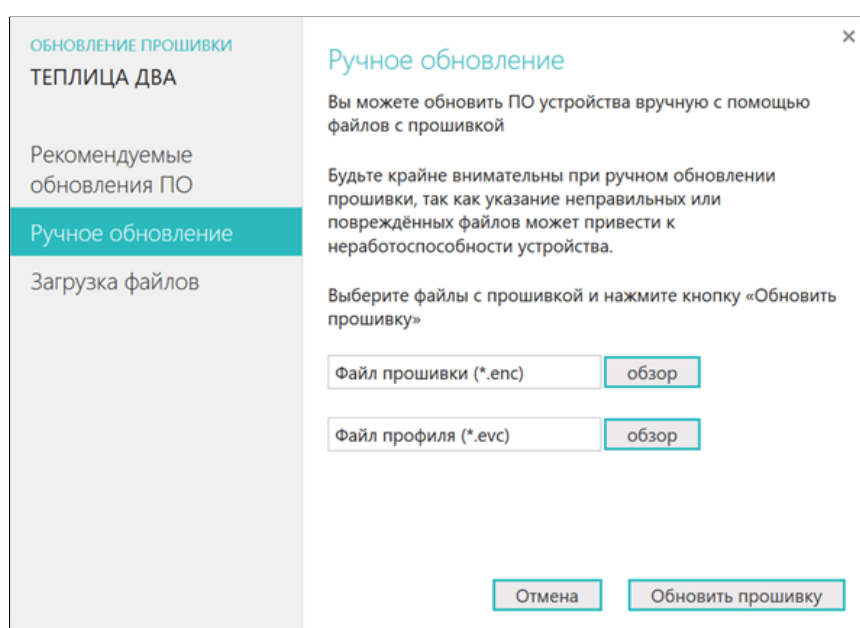 ОБНОВЛЕНИЕ ПРОШИВКИ
ТЕПЛИЦА ДВА
Рекомендуемые
обновления ПО
Ручное обновление
Загрузка файлов
Ручное обновление
Вы можете обновить ПО устройства вручную с помощью
файлов с прошивкой
Будьте крайне внимательны при ручном обновлении
прошивки, так как указание неправильных или
повреждённых файлов может привести к
неработоспособности устройства.
Выберите файлы с прошивкой и нажмите кнопку «Обновить
прошивку»
Файл прошивки (*.enc) обзор
Файл профиля (*.evc) обзор
Отмена Обновить прошивку